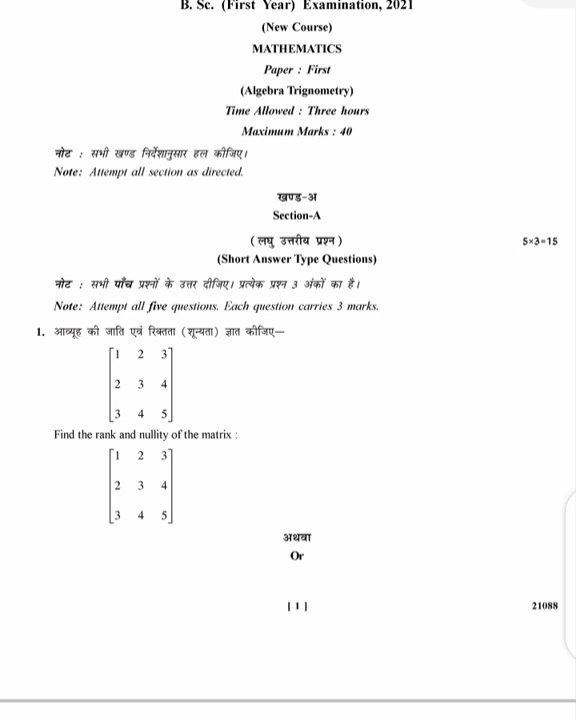 B. Sc. (First Year) Examination, 2021
(New Course)
MATHEMATICS
Paper : First
(Algebra Trignometry)
Time Allowed : Three hours
Maximum Marks : 40
नोट : सभी खण्ड निर्देशानुसार हल कीजिए।
Note: Attempt all section as directed.
खण्ड-अ
Section-A
(लघु उत्तरीय प्रश्न) 5×3=15
(Short Answer Type Questions)
नोट : सभी पाँच प्रश्नों के उत्तर दीजिए। प्रत्येक प्रश्न 3 अंकों का है।
Note: Attempt all five questions. Each question carries 3 marks.
1. आव्यूह की जाति एवं रिक्तता (शून्यता) ज्ञात कीजिए—
1 2 3
2 3 4
3 4 5
Find the rank and nullity of the matrix :
1 2 3
2 3 4
3 4 5
अथवा
Or
[ 1 ] 21088